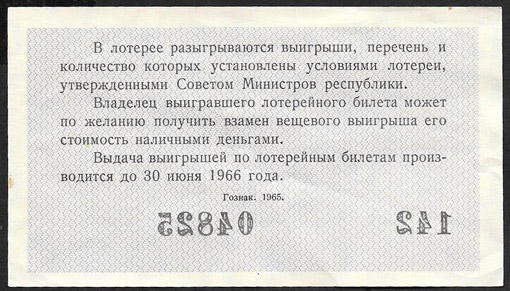 В лотерее разыгрываются выигрыши, перечень и
количество которых установлены условиями лотереи,
утвержденными Советом Министров республики.
Владелец выигравшего лотерейного билета может
по желанию получить взамен вещевого выигрыша его
стоимость наличными деньгами.
Выдача выигрышей по лотерейным билетам произ-
водится до 30 июня 1966 года.
Гознак. 1965.
04825 142